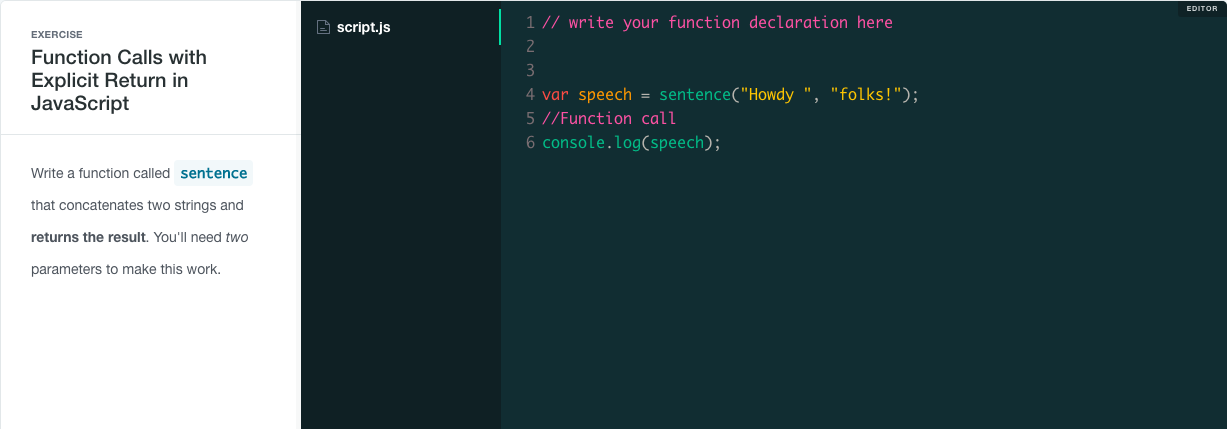 EXERCISE
Function Calls with
Explicit Return in
JavaScript
Write a function called sentence
that concatenates two strings and
returns the result. You'll need two
parameters to make this work.
script.js
EDITOR
1 // write your function declaration here
2
3
4 var speech = sentence("Howdy ", "folks!");
5 //Function call
6 console.log(speech);